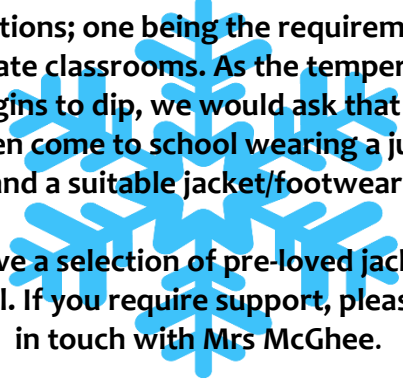 tions; one being the requirem
ate classrooms. As the temper
gins to dip, we would ask that
en come to school wearing a ju
and a suitable jacket/footwear
ve a selection of pre-loved jac
l. If you require support, pleas
in touch with Mrs McGhee.